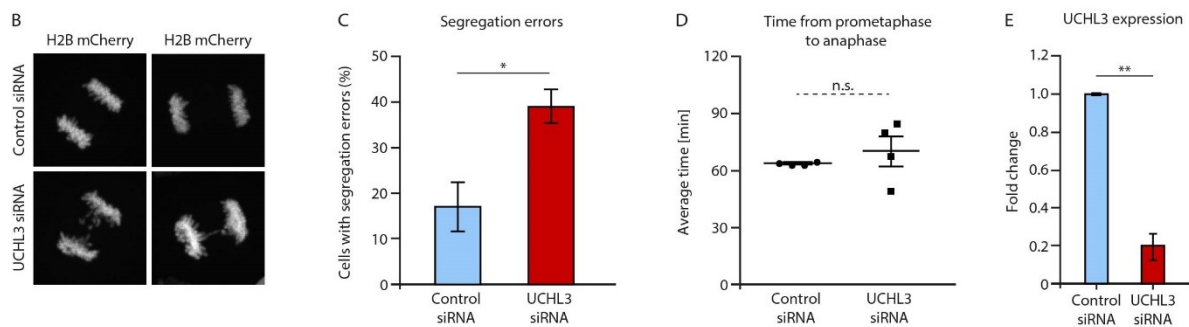 B
H2B mCherry
H2B mCherry
Control siRNA
UCHL3 siRNA
C
Segregation errors
Cells with segregation errors (%)
50
40
30
20
10
0
*
Control
siRNA
UCHL3
siRNA
D
Time from prometaphase
to anaphase
Average time [min]
120
90
60
30
0
n.s.
Control
siRNA
UCHL3
siRNA
E
UCHL3 expression
Fold change
1.2
1.0
0.8
0.6
0.4
0.2
0
**
Control
siRNA
UCHL3
siRNA